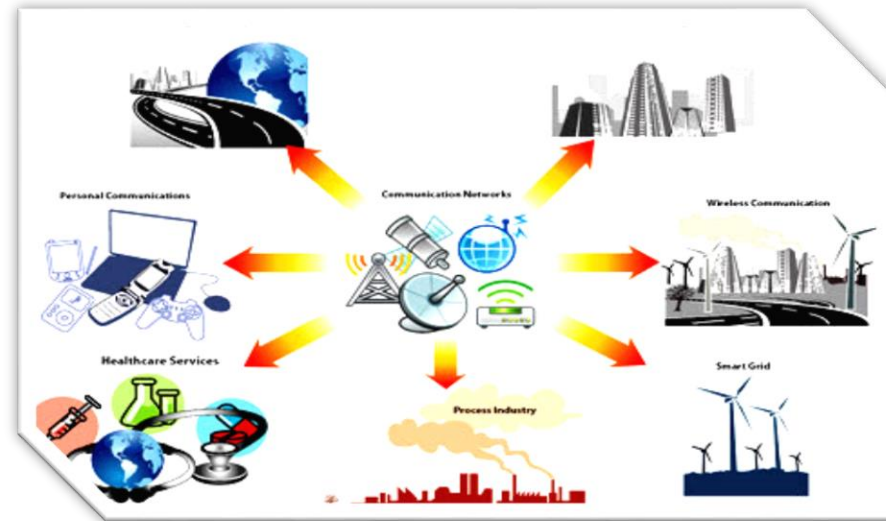 Personal Communications
Communication Networks
Wireless Communication
Healthcare Services
Smart Grid
Process Industry